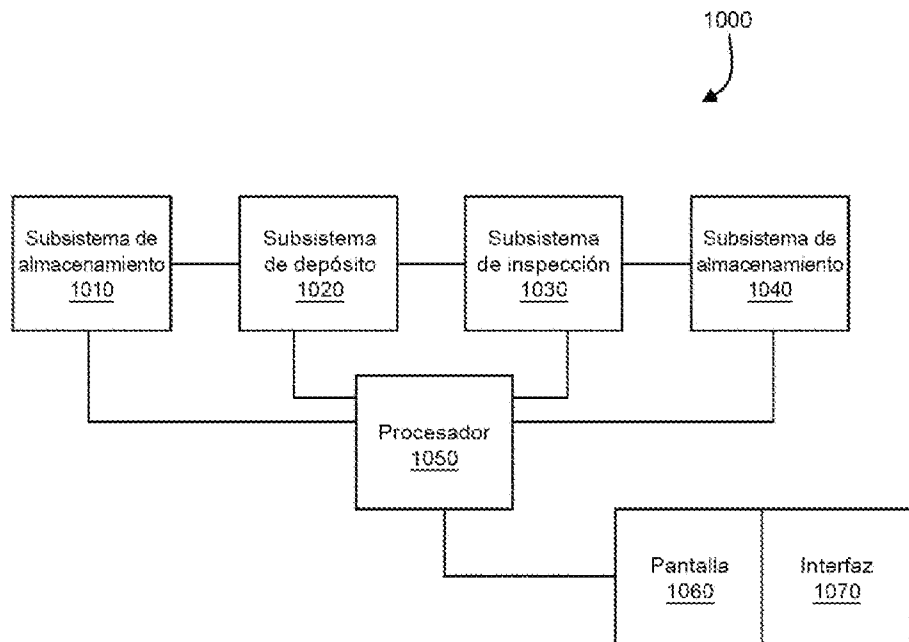 1000
Subsistema de
almacenamiento
1010
Subsistema
de depósito
1020
Subsistema
de inspección
1030
Subsistema de
almacenamiento
1040
Procesador
1050
Pantalla
1060
Interfaz
1070